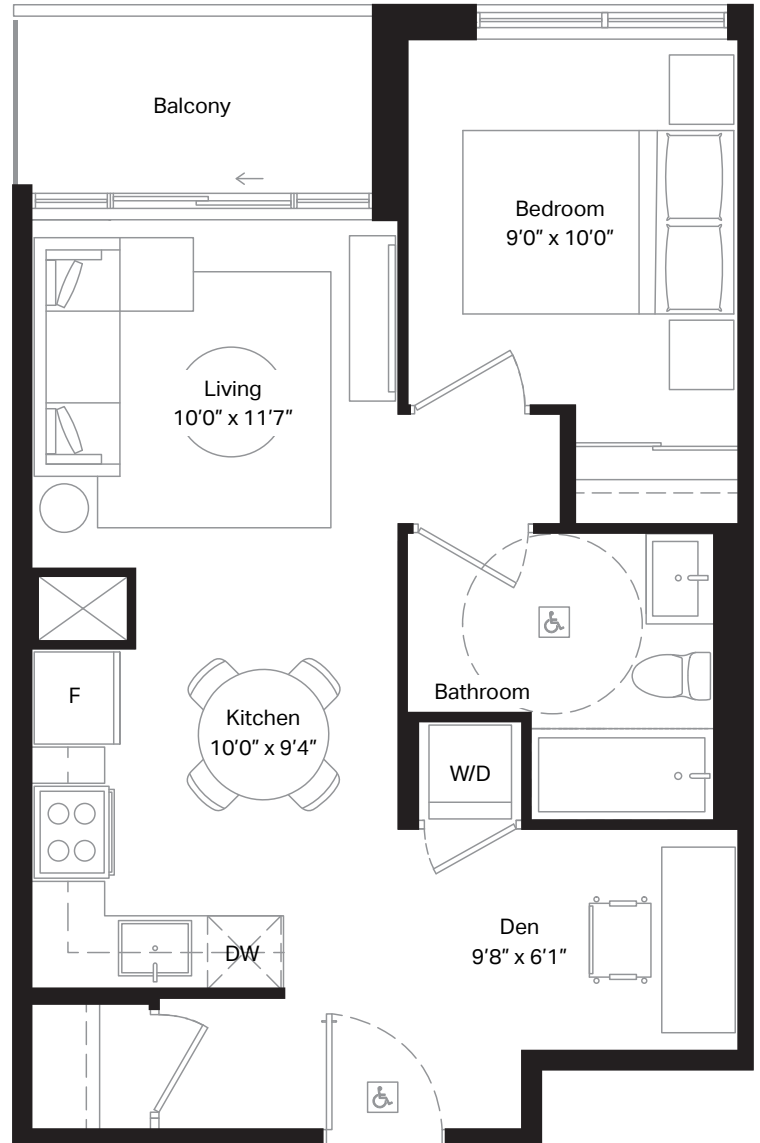 Balcony
Bedroom
9'0" x 10'0"
Living
10'0" x 11'7"
F
Kitchen
10'0" x 9'4"
Bathroom
W/D
Den
9'8" x 6'1"
DW